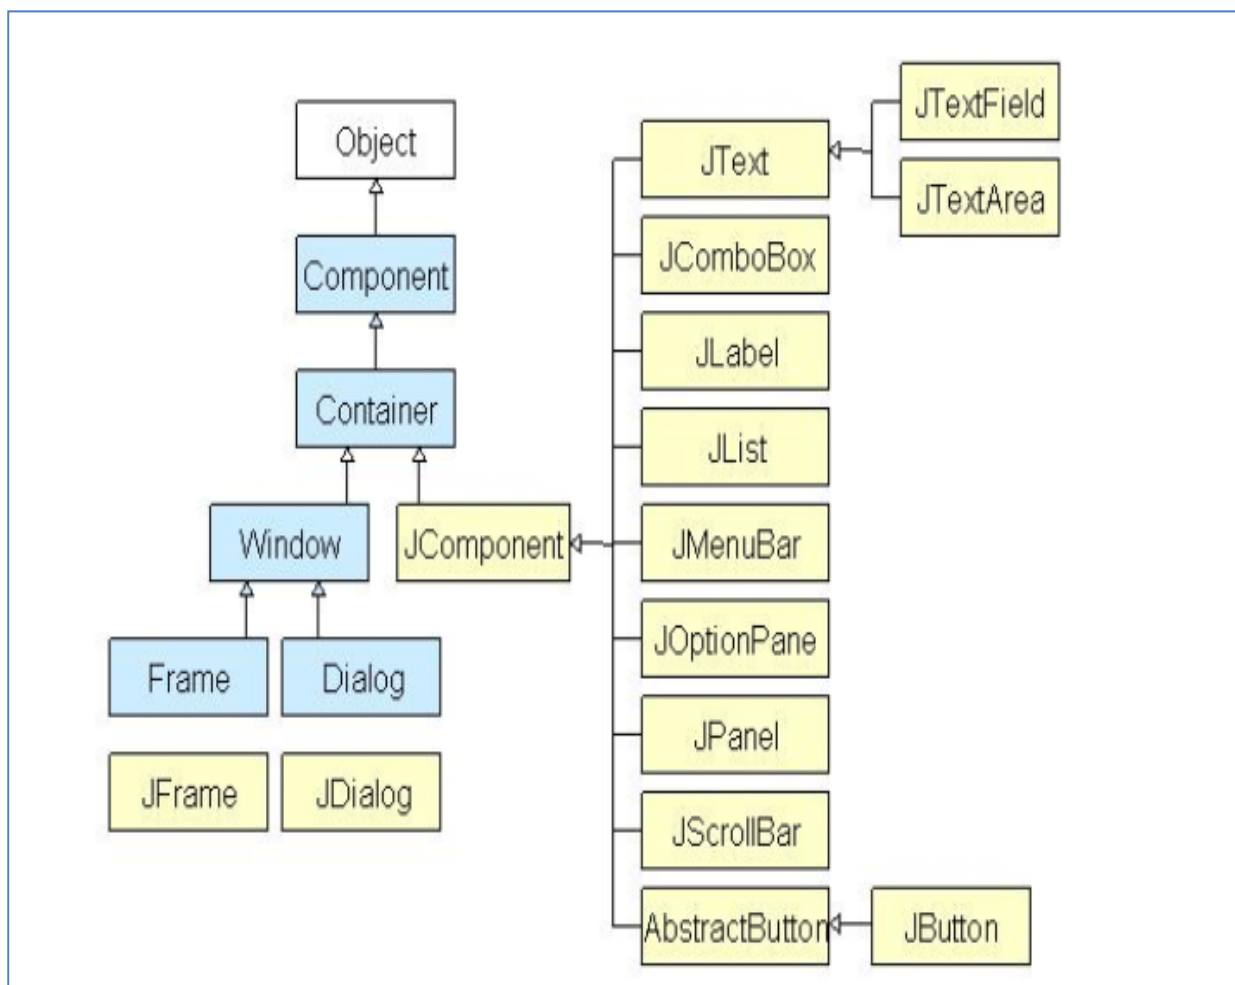 Object
Component
Container
Window
JComponent
Frame
Dialog
JFrame
JDialog
JText
JComboBox
JLabel
JList
JMenuBar
JOptionPane
JPanel
JScrollBar
AbstractButton
JTextField
JTextArea
JButton